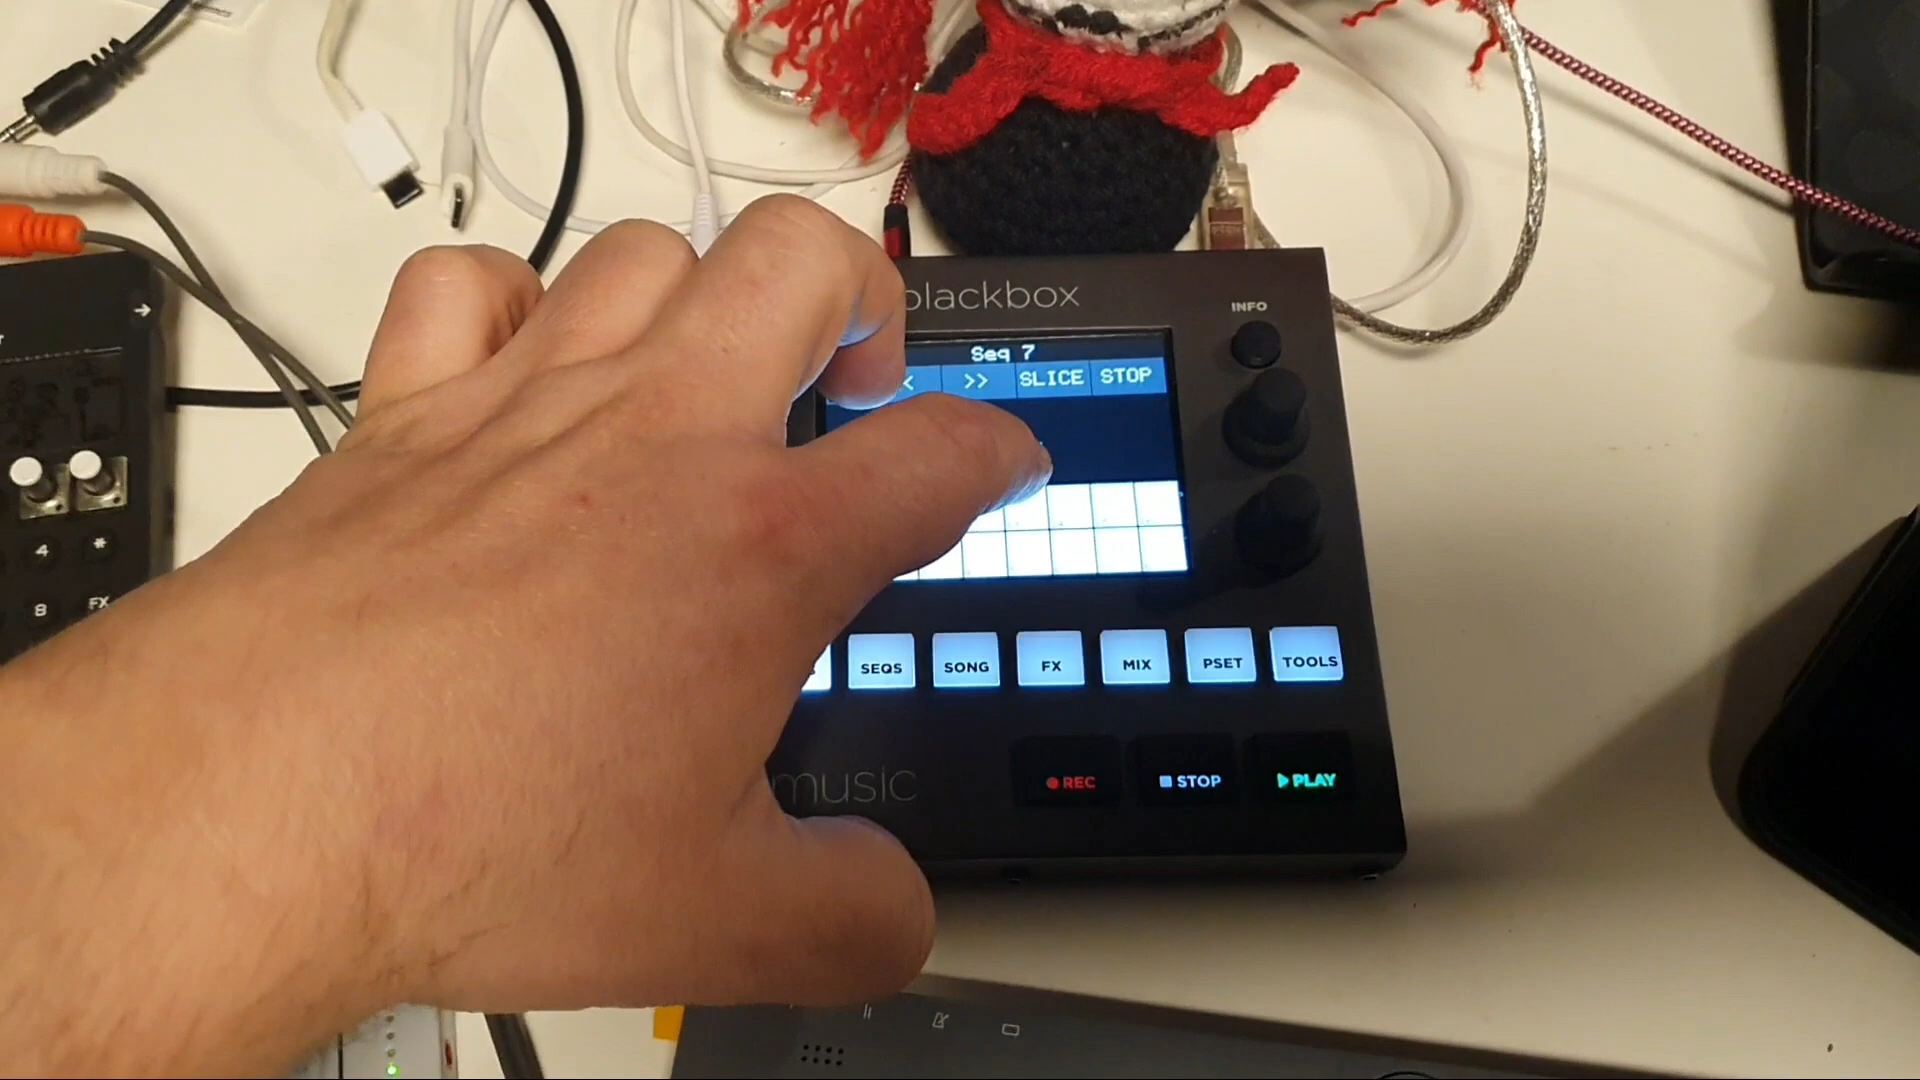 blackbox
INFO
Seq 7
>> SLICE STOP
4 *
8 FX
SEQS SONG FX MIX PSET TOOLS
music
REC STOP PLAY